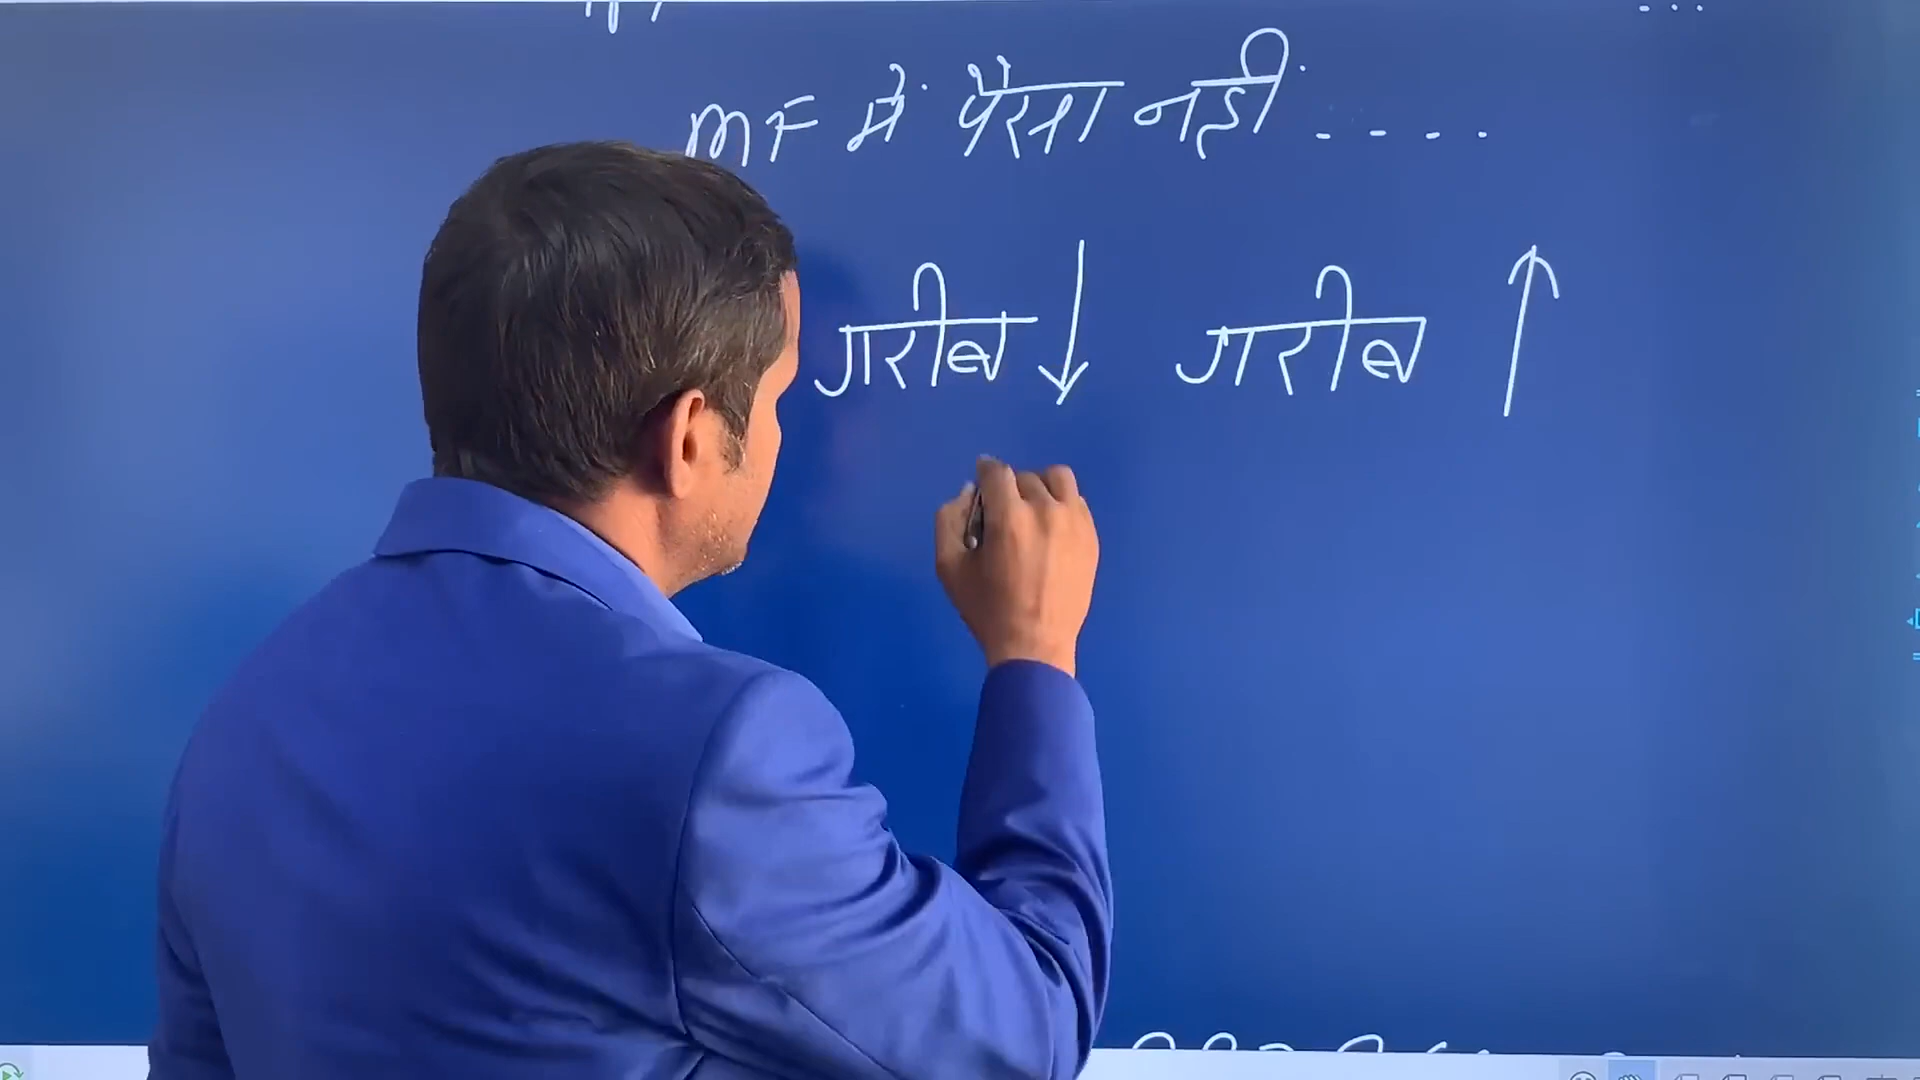 MF में पैसा नहीं ....
गरीब ↓ गरीब ↑